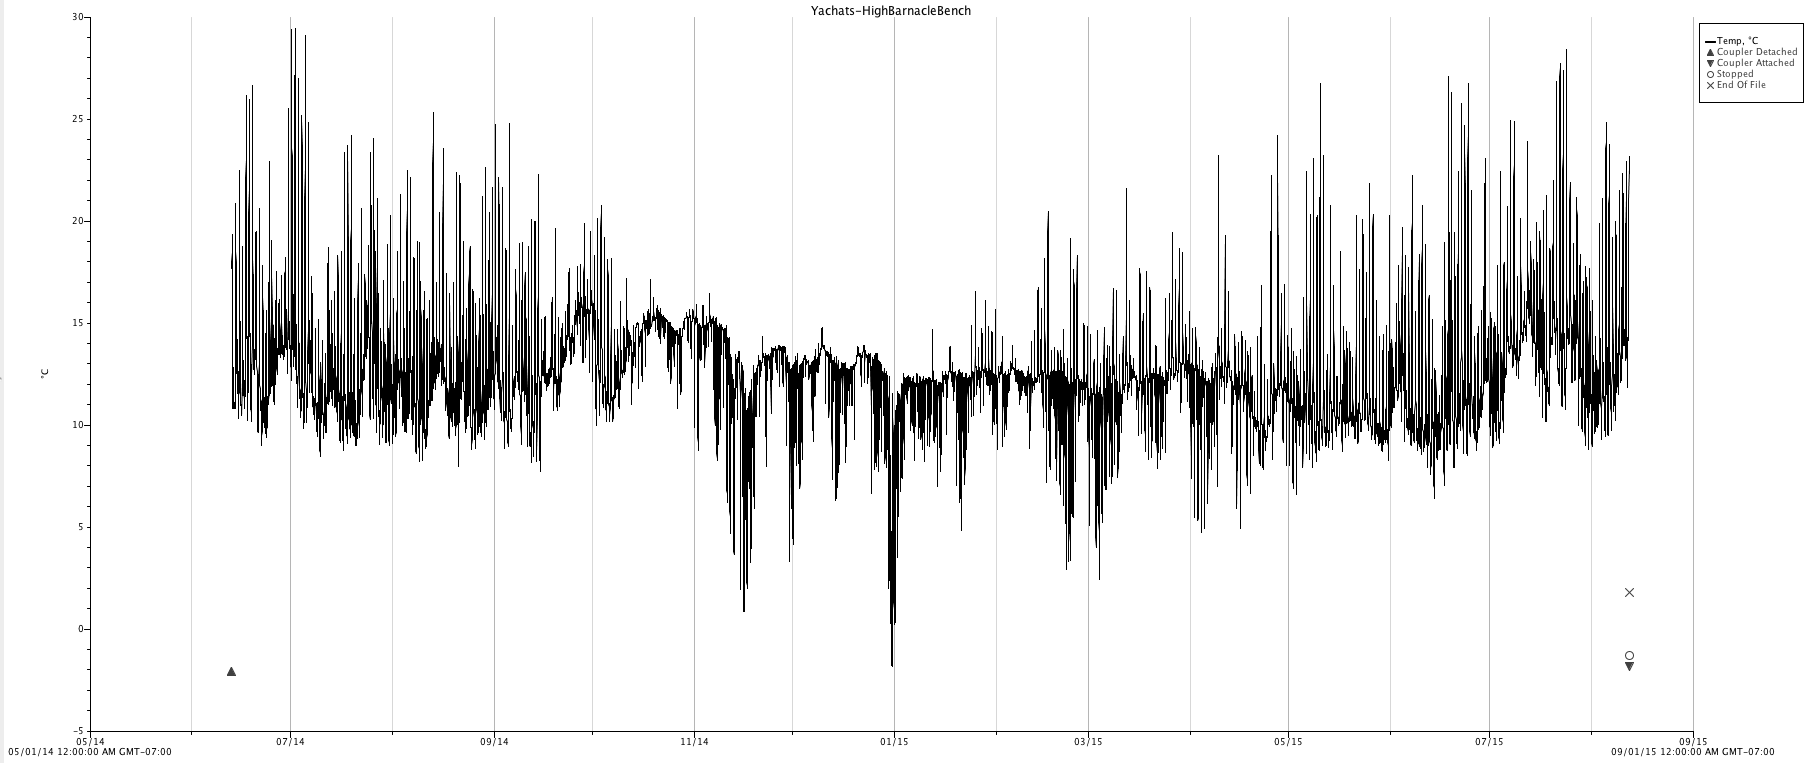 Yachats-HighBarnacleBench
Temp, °C
Coupler Detached
Coupler Attached
Stopped
End Of File
30
25
20
15
°C
10
5
0
-5
05/14 07/14 09/14 11/14 01/15 03/15 05/15 07/15 09/15
05/01/14 12:00:00 AM GMT-07:00 09/01/15 12:00:00 AM GMT-07:00